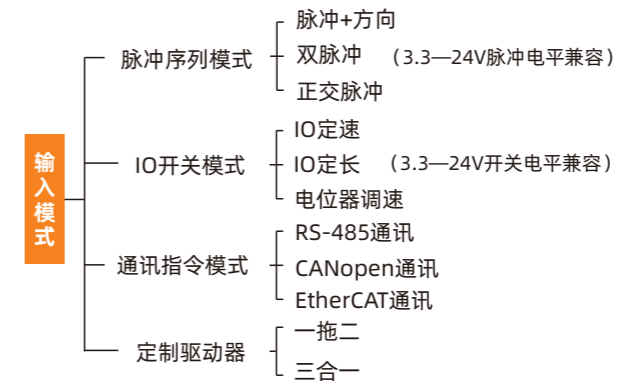 输入模式
脉冲序列模式
脉冲+方向
双脉冲
正交脉冲
（3.3—24V脉冲电平兼容）
IO开关模式
IO定速
IO定长
电位器调速
（3.3—24V开关电平兼容）
通讯指令模式
RS-485通讯
CANopen通讯
EtherCAT通讯
定制驱动器
一拖二
三合一